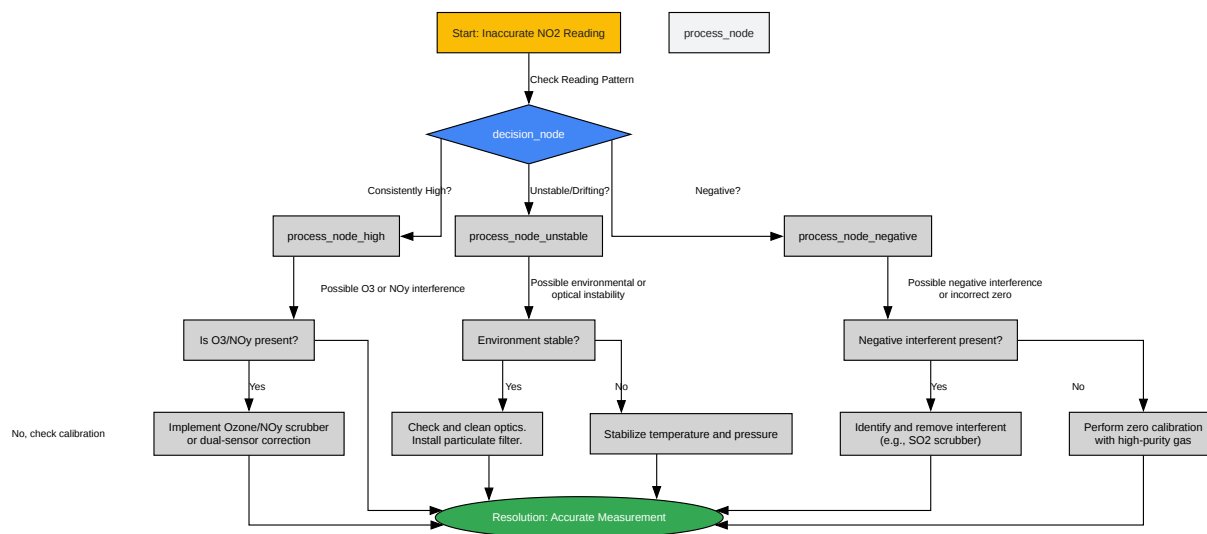 Start: Inaccurate NO2 Reading
process_node
Check Reading Pattern
decision_node
Consistently High?
Unstable/Drifting?
Negative?
process_node_high
process_node_unstable
process_node_negative
Possible O3 or NOy interference
Possible environmental or
optical instability
Possible negative interference
or incorrect zero
Is O3/NOy present?
Environment stable?
Negative interferent present?
Yes
Yes
No
Yes
No
No, check calibration
Implement Ozone/NOy scrubber
or dual-sensor correction
Check and clean optics.
Install particulate filter.
Stabilize temperature and pressure
Identify and remove interferent
(e.g., SO2 scrubber)
Perform zero calibration
with high-purity gas
Resolution: Accurate Measurement